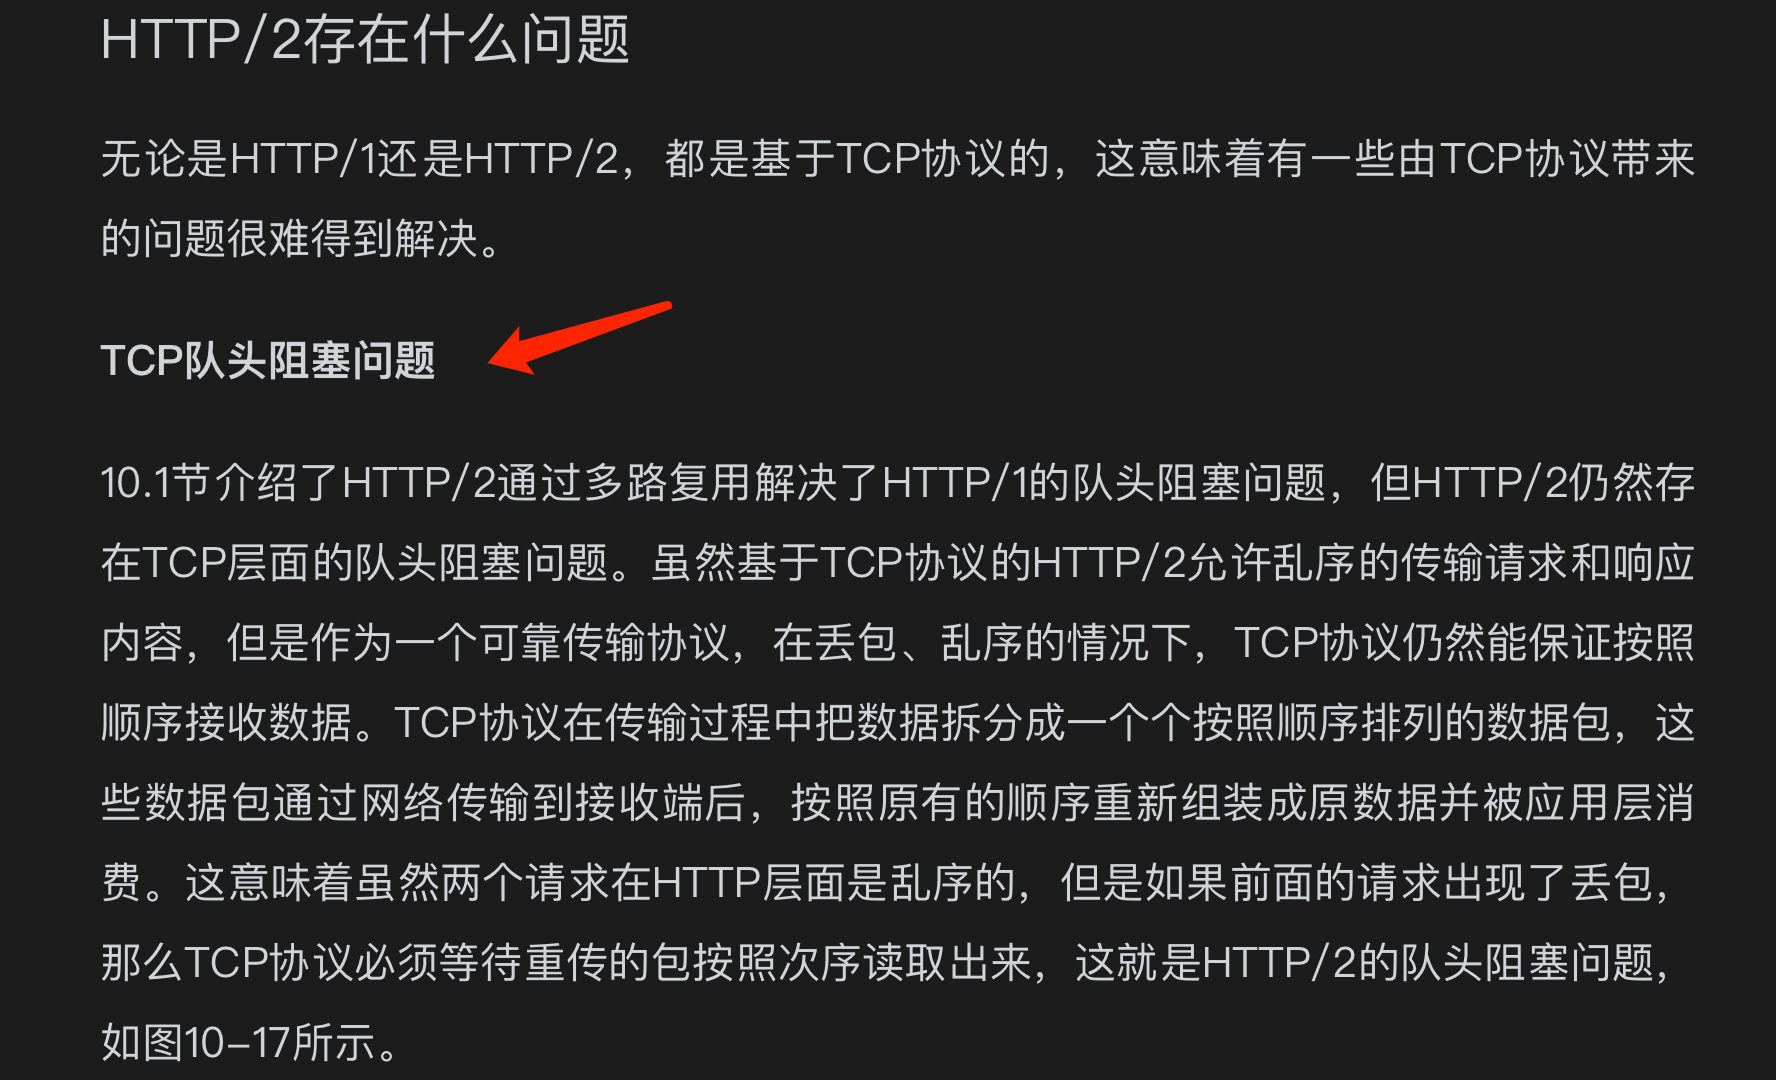 HTTP/2存在什么问题
无论是HTTP/1还是HTTP/2，都是基于TCP协议的，这意味着有一些由TCP协议带来
的问题很难得到解决。
TCP队头阻塞问题
10.1节介绍了HTTP/2通过多路复用解决了HTTP/1的队头阻塞问题，但HTTP/2仍然存
在TCP层面的队头阻塞问题。虽然基于TCP协议的HTTP/2允许乱序的传输请求和响应
内容，但是作为一个可靠传输协议，在丢包、乱序的情况下，TCP协议仍然能保证按照
顺序接收数据。TCP协议在传输过程中把数据拆分成一个个按照顺序排列的数据包，这
些数据包通过网络传输到接收端后，按照原有的顺序重新组装成原数据并被应用层消
费。这意味着虽然两个请求在HTTP层面是乱序的，但是如果前面的请求出现了丢包，
那么TCP协议必须等待重传的包按照次序读取出来，这就是HTTP/2的队头阻塞问题，
如图10-17所示。